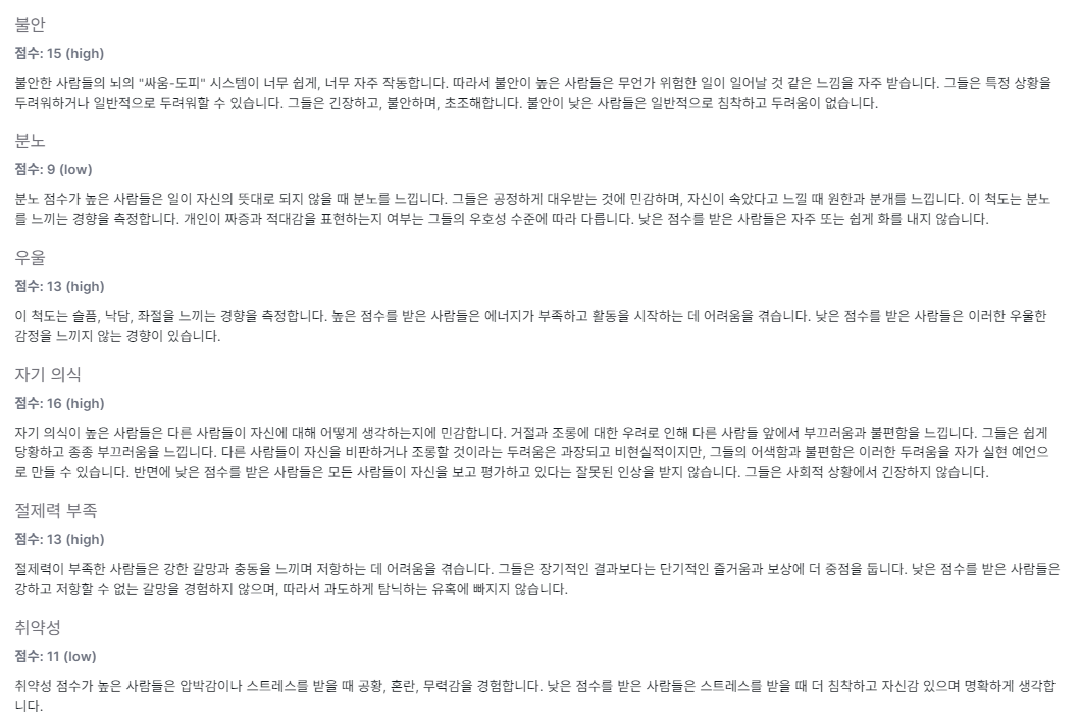 불안
점수: 15 (high)
불안한 사람들의 뇌의 "싸움-도피" 시스템이 너무 쉽게, 너무 자주 작동합니다. 따라서 불안이 높은 사람들은 무언가 위험한 일이 일어날 것 같은 느낌을 자주 받습니다. 그들은 특정 상황을
두려워하거나 일반적으로 두려워할 수 있습니다. 그들은 긴장하고, 불안하며, 초조해합니다. 불안이 낮은 사람들은 일반적으로 침착하고 두려움이 없습니다.
분노
점수: 9 (low)
분노 점수가 높은 사람들은 일이 자신의 뜻대로 되지 않을 때 분노를 느낍니다. 그들은 공정하게 대우받는 것에 민감하며, 자신이 속았다고 느낄 때 원한과 분개를 느낍니다. 이 척도는 분노
를 느끼는 경향을 측정합니다. 개인이 짜증과 적대감을 표현하는지 여부는 그들의 우호성 수준에 따라 다릅니다. 낮은 점수를 받은 사람들은 자주 또는 쉽게 화를 내지 않습니다.
우울
점수: 13 (high)
이 척도는 슬픔, 낙담, 좌절을 느끼는 경향을 측정합니다. 높은 점수를 받은 사람들은 에너지가 부족하고 활동을 시작하는 데 어려움을 겪습니다. 낮은 점수를 받은 사람들은 이러한 우울한
감정을 느끼지 않는 경향이 있습니다.
자기 의식
점수: 16 (high)
자기 의식이 높은 사람들은 다른 사람들이 자신에 대해 어떻게 생각하는지에 민감합니다. 거절과 조롱에 대한 우려로 인해 다른 사람들 앞에서 부끄러움과 불편함을 느낍니다. 그들은 쉽게
당황하고 종종 부끄러움을 느낍니다. 다른 사람들이 자신을 비판하거나 조롱할 것이라는 두려움은 과장되고 비현실적이지만, 그들의 어색함과 불편함은 이러한 두려움을 자가 실현 예언으
로 만들 수 있습니다. 반면에 낮은 점수를 받은 사람들은 모든 사람들이 자신을 보고 평가하고 있다는 잘못된 인상을 받지 않습니다. 그들은 사회적 상황에서 긴장하지 않습니다.
절제력 부족
점수: 13 (high)
절제력이 부족한 사람들은 강한 갈망과 충동을 느끼며 저항하는 데 어려움을 겪습니다. 그들은 장기적인 결과보다는 단기적인 즐거움과 보상에 더 중점을 둡니다. 낮은 점수를 받은 사람들은
강하고 저항할 수 없는 갈망을 경험하지 않으며, 따라서 과도하게 탐닉하는 유혹에 빠지지 않습니다.
취약성
점수: 11 (low)
취약성 점수가 높은 사람들은 압박감이나 스트레스를 받을 때 공황, 혼란, 무력감을 경험합니다. 낮은 점수를 받은 사람들은 스트레스를 받을 때 더 침착하고 자신감 있으며 명확하게 생각합
니다.